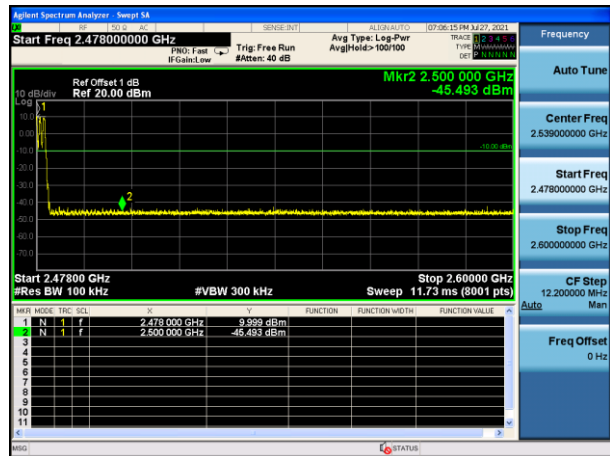 Agilent Spectrum Analyzer - Swept SA
RF 50 Ω AC SENSE:INT ALIGNAUTO 07:06:15 PM Jul 27, 2021
Start Freq 2.478000000 GHz
PNO: Fast
IFGain:Low
Trig: Free Run
#Atten: 40 dB
Avg Type: Log-Pwr
Avg|Hold:> 100/100
TRACE 1 2 3 4 5 6
TYPE M
DET P N N N N N
Ref Offset 1 dB
Ref 20.00 dBm
10 dB/div
Log
Mkr2 2.500 000 GHz
-45.493 dBm
1
10.0
0.00
-10.00 dBm
-10.0
-20.0
-30.0
2
-40.0
-50.0
-60.0
-70.0
Start 2.47800 GHz Stop 2.60000 GHz
#Res BW 100 kHz #VBW 300 kHz Sweep 11.73 ms (8001 pts)
MKR MODE TRC SCL X Y FUNCTION FUNCTION WIDTH FUNCTION VALUE
1 N 1 f 2.478 000 GHz 9.999 dBm
2 N 1 f 2.500 000 GHz -45.493 dBm
3
4
5
6
7
8
9
10
11
MSG STATUS
Frequency
Auto Tune
Center Freq
2.539000000 GHz
Start Freq
2.478000000 GHz
Stop Freq
2.600000000 GHz
CF Step
12.200000 MHz
Auto Man
Freq Offset
0 Hz